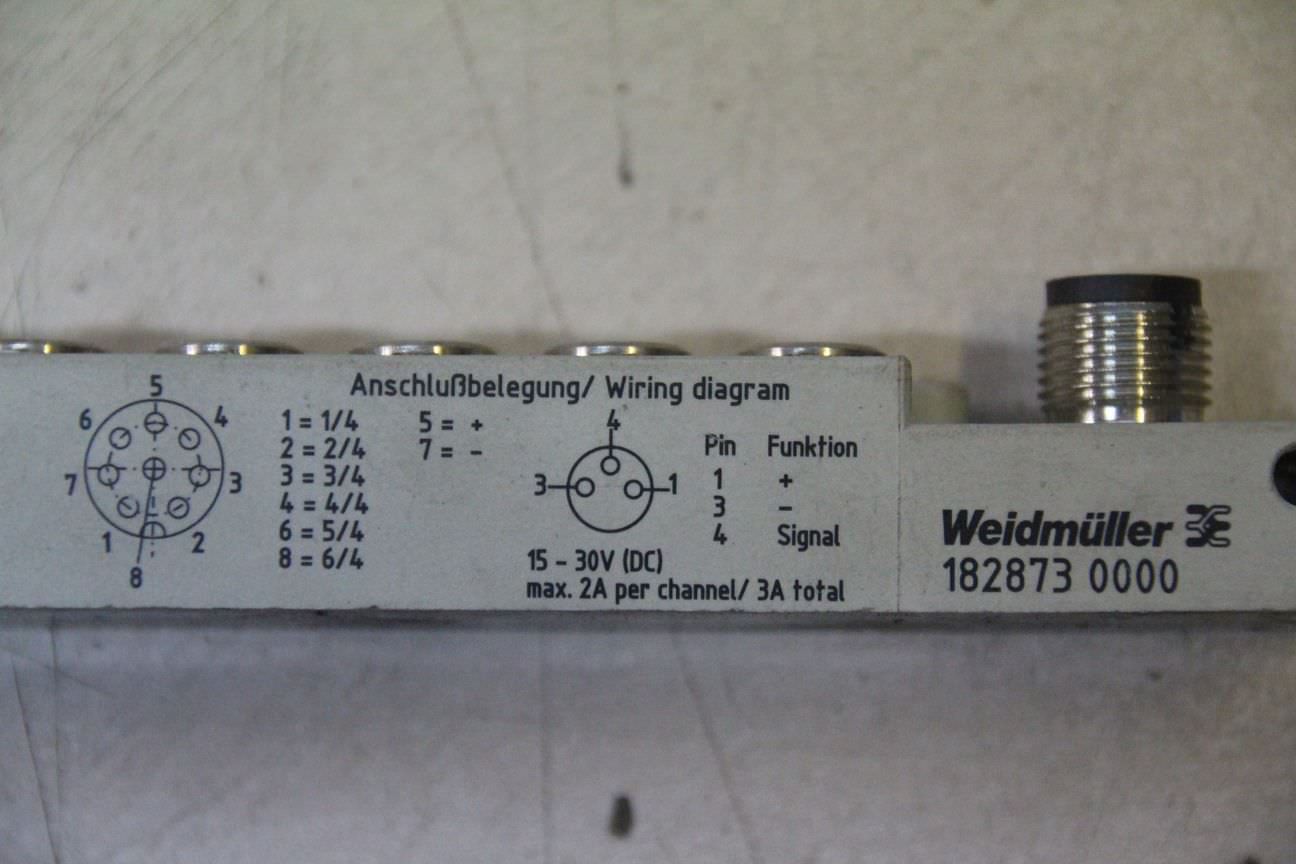 Anschlußbelegung/ Wiring diagram
5
6 4
7 3
1 2
8
1 = 1/4
2 = 2/4
3 = 3/4
4 = 4/4
6 = 5/4
8 = 6/4
5 = +
7 = -
4
3 1
Pin Funktion
1 +
3 -
4 Signal
15 - 30V (DC)
max. 2A per channel/ 3A total
Weidmüller
182873 0000